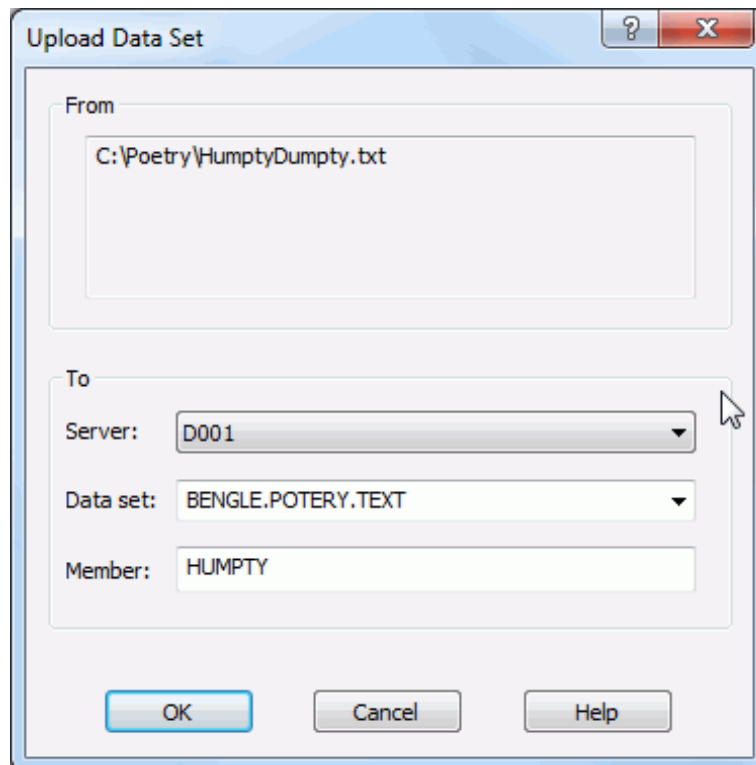 Upload Data Set
From
C:\Poetry\HumptyDumpty.txt
To
Server: D001
Data set: BENGLE.POTERY.TEXT
Member: HUMPTY
OK Cancel Help